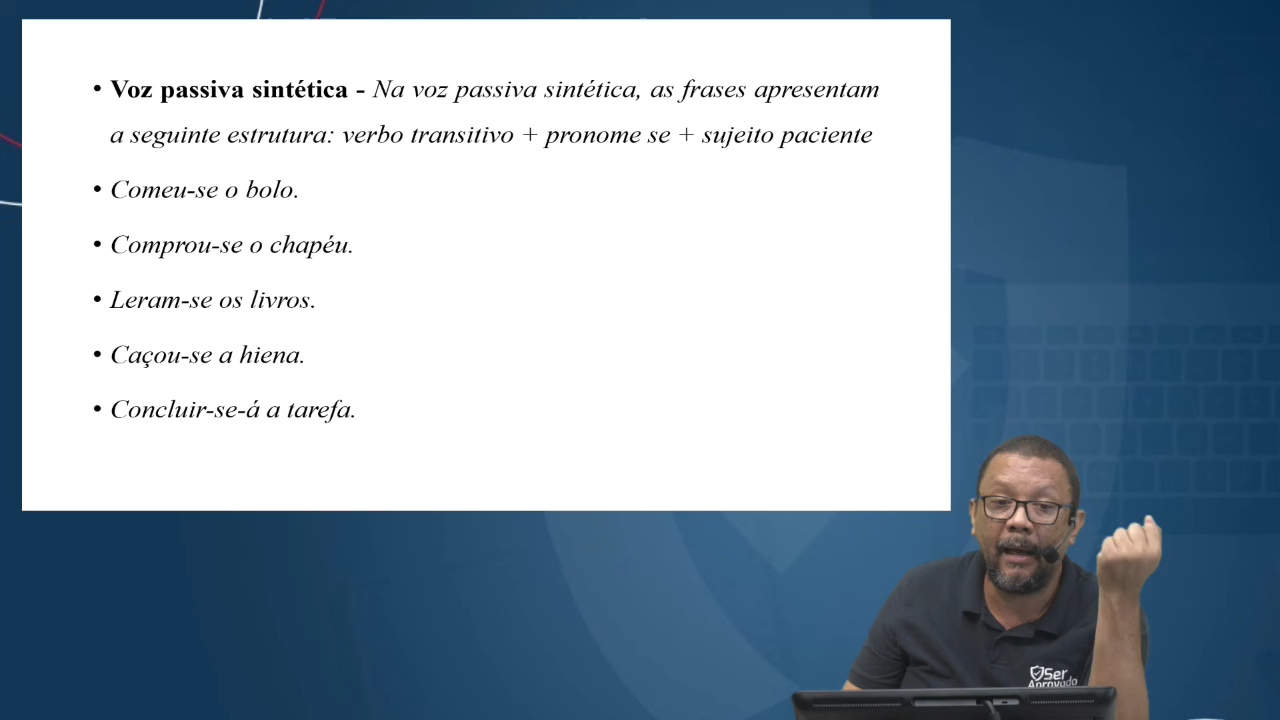 • Voz passiva sintética - Na voz passiva sintética, as frases apresentam
a seguinte estrutura: verbo transitivo + pronome se + sujeito paciente
• Comeu-se o bolo.
• Comprou-se o chapéu.
• Leram-se os livros.
• Caçou-se a hiena.
• Concluir-se-á a tarefa.
Ser
Aprovado